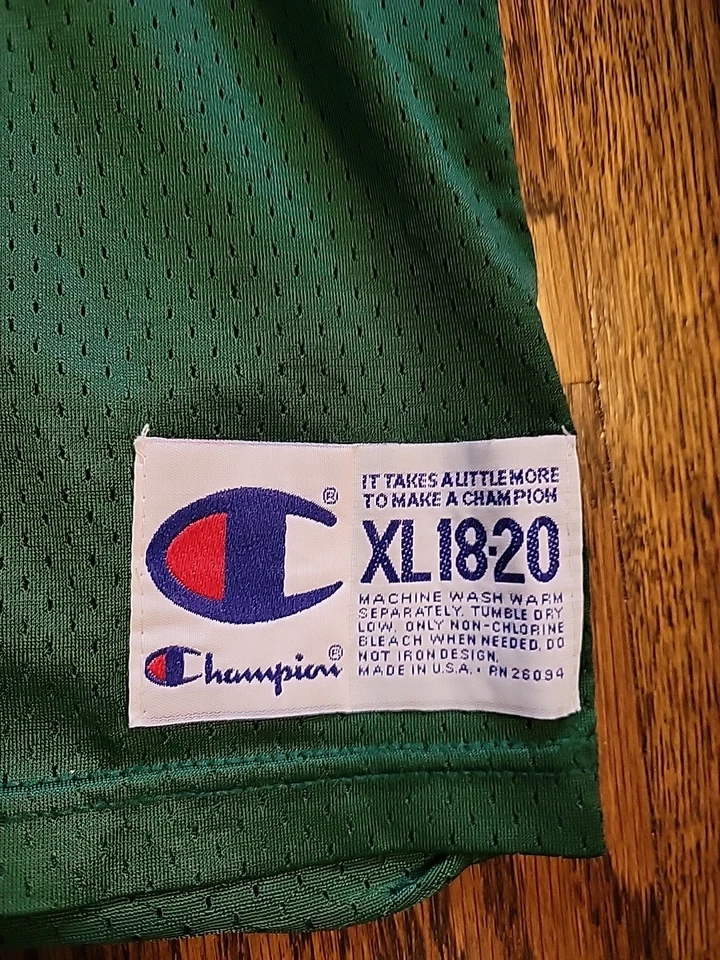 ®
IT TAKES A LITTLE MORE
TO MAKE A CHAMPION
XL 18-20
MACHINE WASH WARM
SEPARATELY. TUMBLE DRY
LOW. ONLY NON-CHLORINE
BLEACH WHEN NEEDED. DO
NOT IRON DESIGN.
MADE IN U.S.A. • RN 26094
Champion®